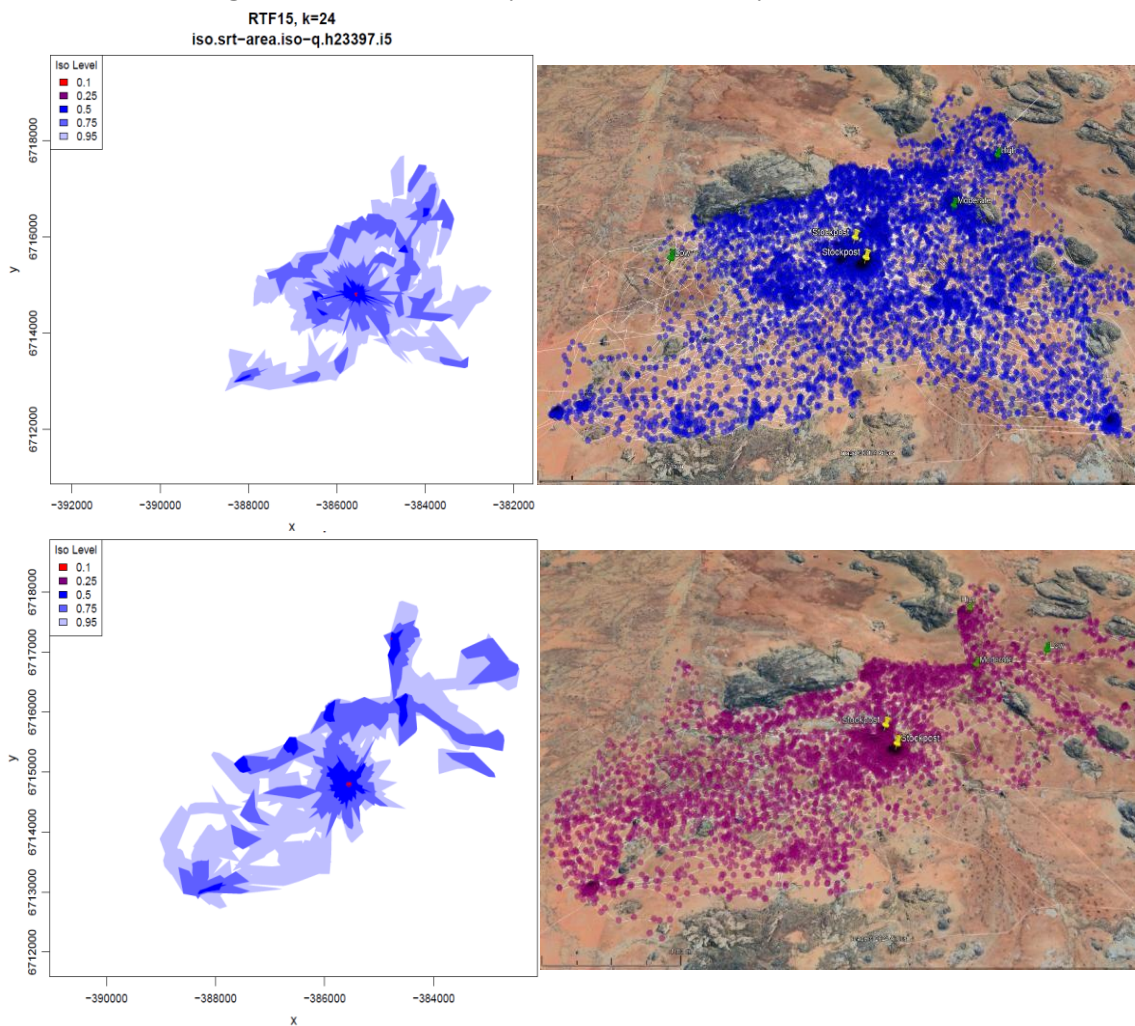 RTF15, k=24
iso.srt−area.iso−q.h23397.i5
Iso Level
0.1
0.25
0.5
0.75
0.95
6718000
6716000
6714000
6712000
y
−392000
−390000
−388000
−386000
−384000
−382000
x
High
Moderate
Stockpost
Stockpost
Low
Iso Level
0.1
0.25
0.5
0.75
0.95
6718000
6717000
6716000
6715000
6714000
6713000
6712000
y
−390000
−388000
−386000
−384000
x
Low
Moderate
Stockpost
Stockpost